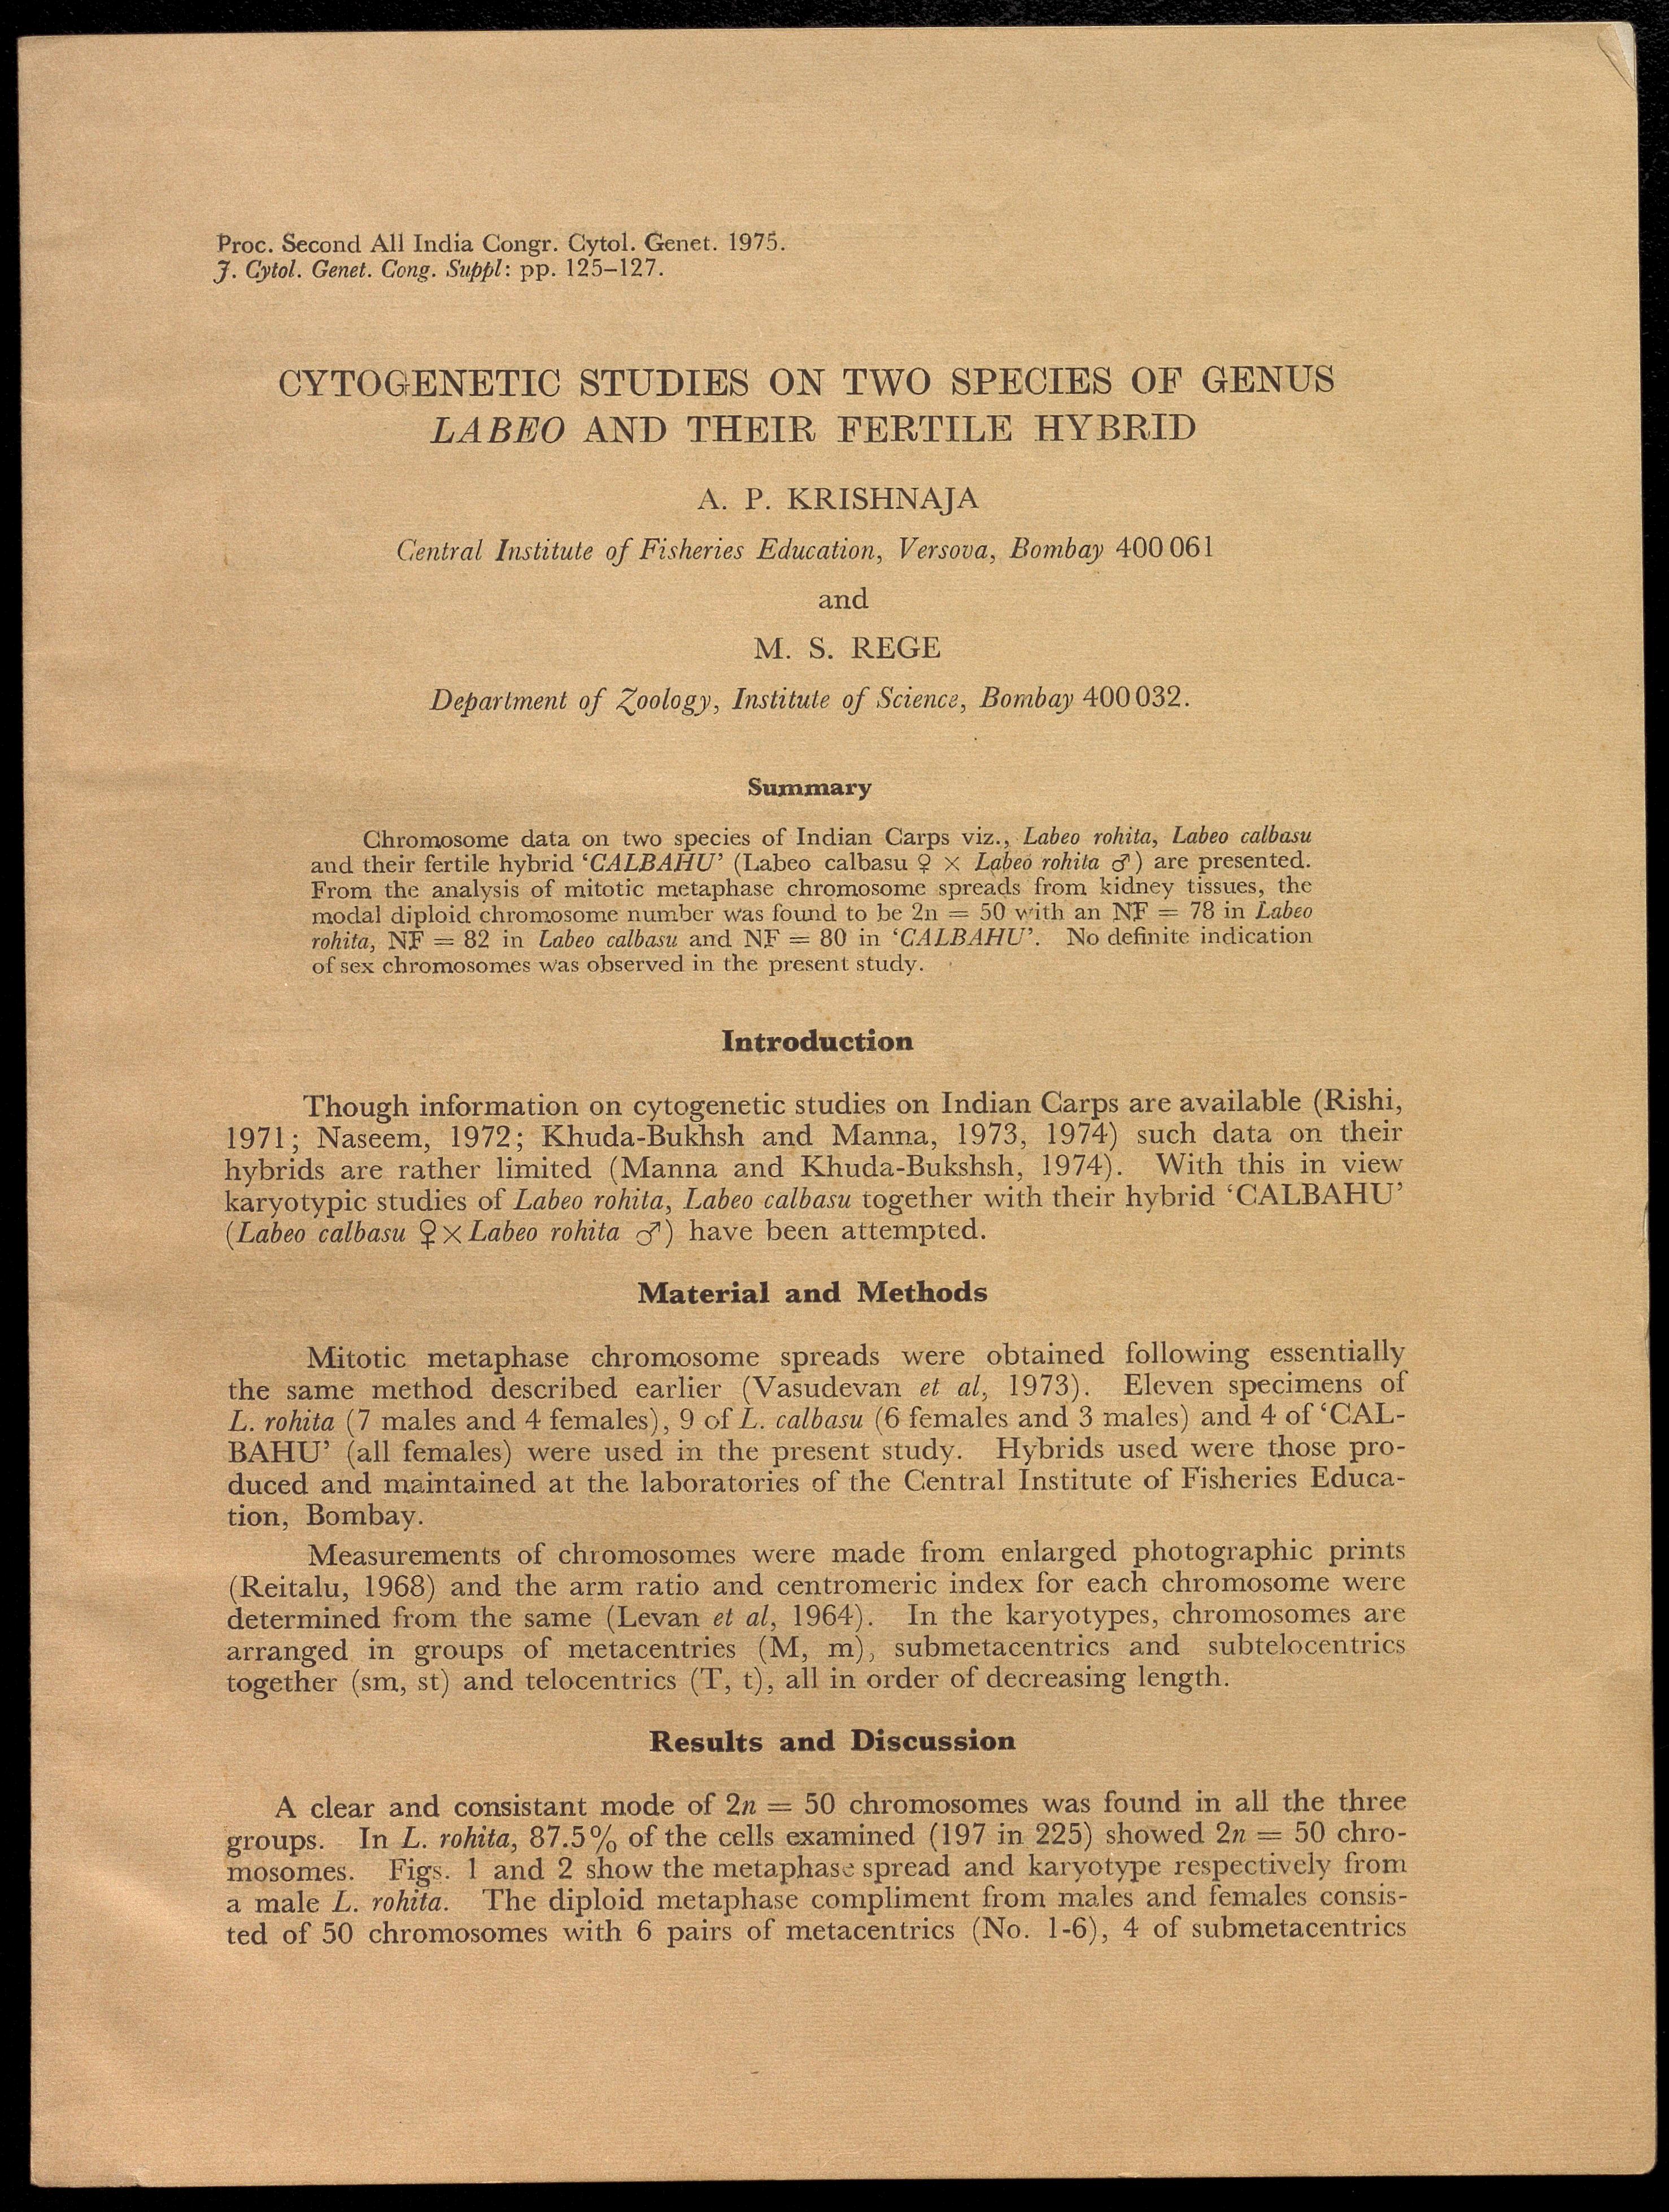 Proc. Second All India Congr. Cytol. Genet. 1975.
J. Cytol. Genet. Cong. Suppl: pp. 125–127.
CYTOGENETIC STUDIES ON TWO SPECIES OF GENUS
LABEO AND THEIR FERTILE HYBRID
A. P. KRISHNAJA
Central Institute of Fisheries Education, Versova, Bombay 400 061
and
M. S. REGE
Department of Zoology, Institute of Science, Bombay 400 032.
Summary
Chromosome data on two species of Indian Carps viz., Labeo rohita, Labeo calbasu
and their fertile hybrid ‘CALBAHU’ (Labeo calbasu ♀ × Labeo rohita ♂) are presented.
From the analysis of mitotic metaphase chromosome spreads from kidney tissues, the
modal diploid chromosome number was found to be 2n = 50 with an NF = 78 in Labeo
rohita, NF = 82 in Labeo calbasu and NF = 80 in ‘CALBAHU’. No definite indication
of sex chromosomes was observed in the present study.
Introduction
Though information on cytogenetic studies on Indian Carps are available (Rishi,
1971; Naseem, 1972; Khuda-Bukhsh and Manna, 1973, 1974) such data on their
hybrids are rather limited (Manna and Khuda-Bukshsh, 1974). With this in view
karyotypic studies of Labeo rohita, Labeo calbasu together with their hybrid ‘CALBAHU’
(Labeo calbasu ♀ × Labeo rohita ♂) have been attempted.
Material and Methods
Mitotic metaphase chromosome spreads were obtained following essentially
the same method described earlier (Vasudevan et al, 1973). Eleven specimens of
L. rohita (7 males and 4 females), 9 of L. calbasu (6 females and 3 males) and 4 of ‘CAL-
BAHU’ (all females) were used in the present study. Hybrids used were those pro-
duced and maintained at the laboratories of the Central Institute of Fisheries Educa-
tion, Bombay.
Measurements of chromosomes were made from enlarged photographic prints
(Reitalu, 1968) and the arm ratio and centromeric index for each chromosome were
determined from the same (Levan et al, 1964). In the karyotypes, chromosomes are
arranged in groups of metacentries (M, m), submetacentrics and subtelocentrics
together (sm, st) and telocentrics (T, t), all in order of decreasing length.
Results and Discussion
A clear and consistant mode of 2n = 50 chromosomes was found in all the three
groups. In L. rohita, 87.5% of the cells examined (197 in 225) showed 2n = 50 chro-
mosomes. Figs. 1 and 2 show the metaphase spread and karyotype respectively from
a male L. rohita. The diploid metaphase compliment from males and females consis-
ted of 50 chromosomes with 6 pairs of metacentrics (No. 1-6), 4 of submetacentrics